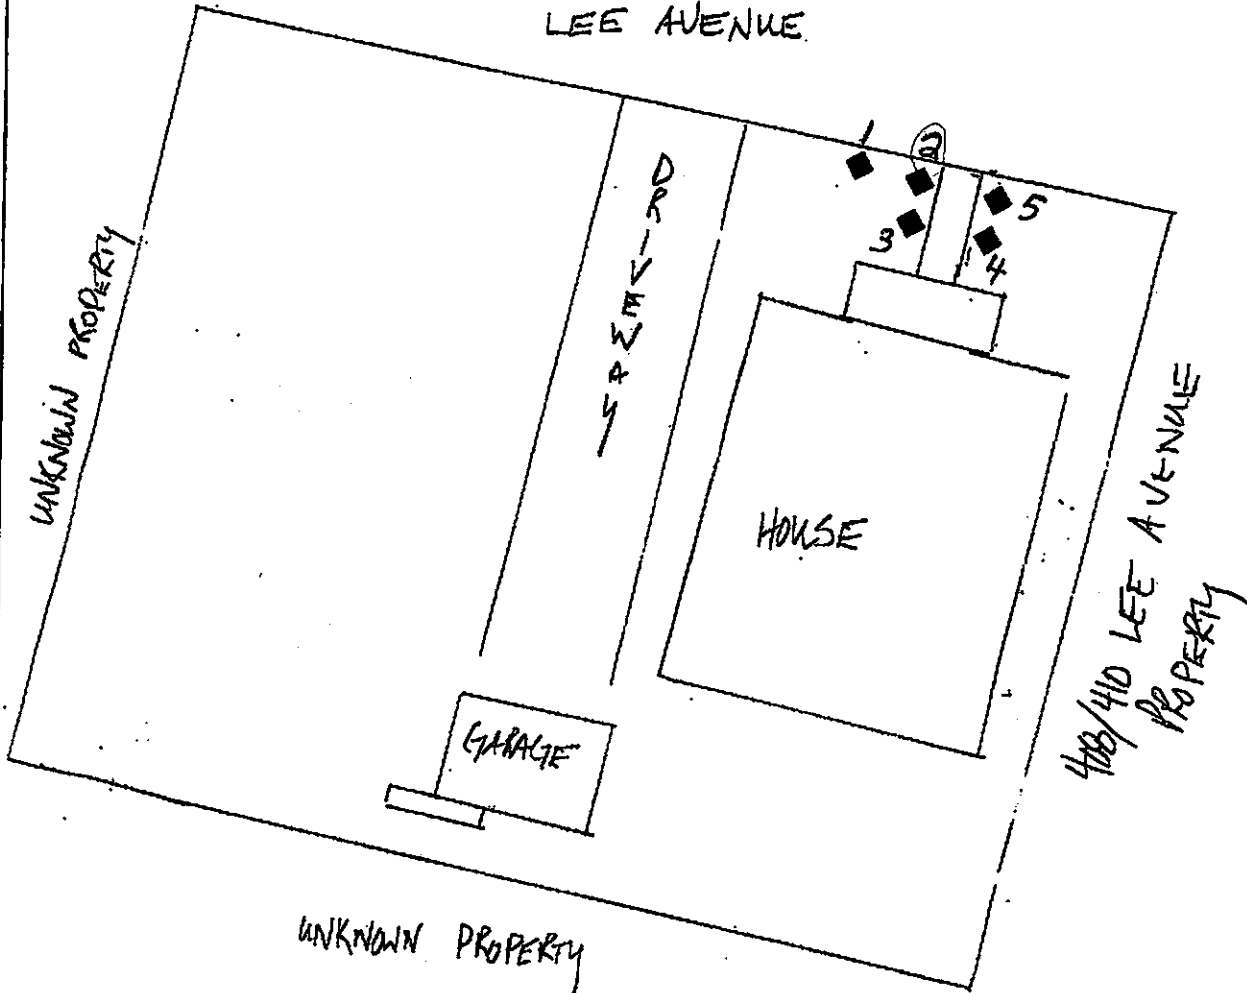 LEE AVENUE
1
2
3
4
5
DRIVEWAY
UNKNOWN PROPERTY
HOUSE
408/410 LEE AVENUE
PROPERTY
GARAGE
UNKNOWN PROPERTY